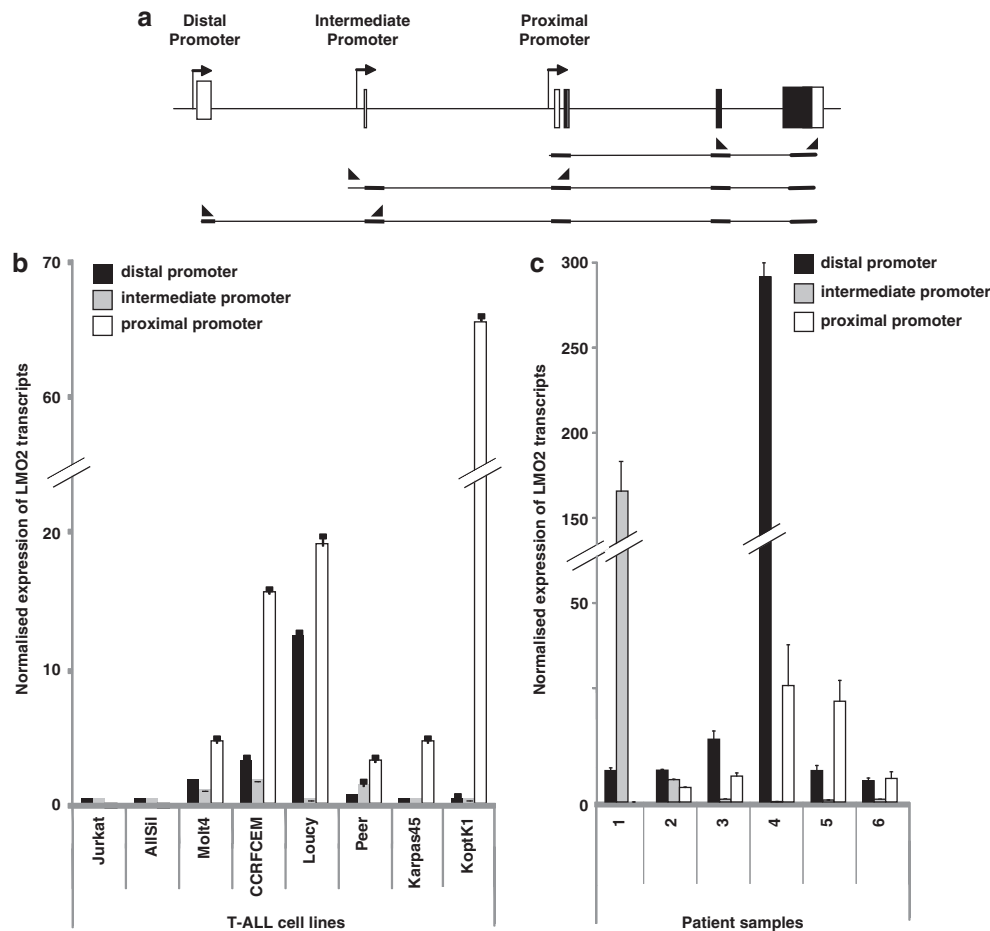 a
Distal
Promoter
Intermediate
Promoter
Proximal
Promoter
b
Normalised expression of LMO2 transcripts
70
60
20
10
0
distal promoter
intermediate promoter
proximal promoter
Jurkat
AllSil
Molt4
CCRFCEM
Loucy
Peer
Karpas45
KoptK1
T-ALL cell lines
c
Normalised expression of LMO2 transcripts
300
250
200
150
50
0
distal promoter
intermediate promoter
proximal promoter
1
2
3
4
5
6
Patient samples